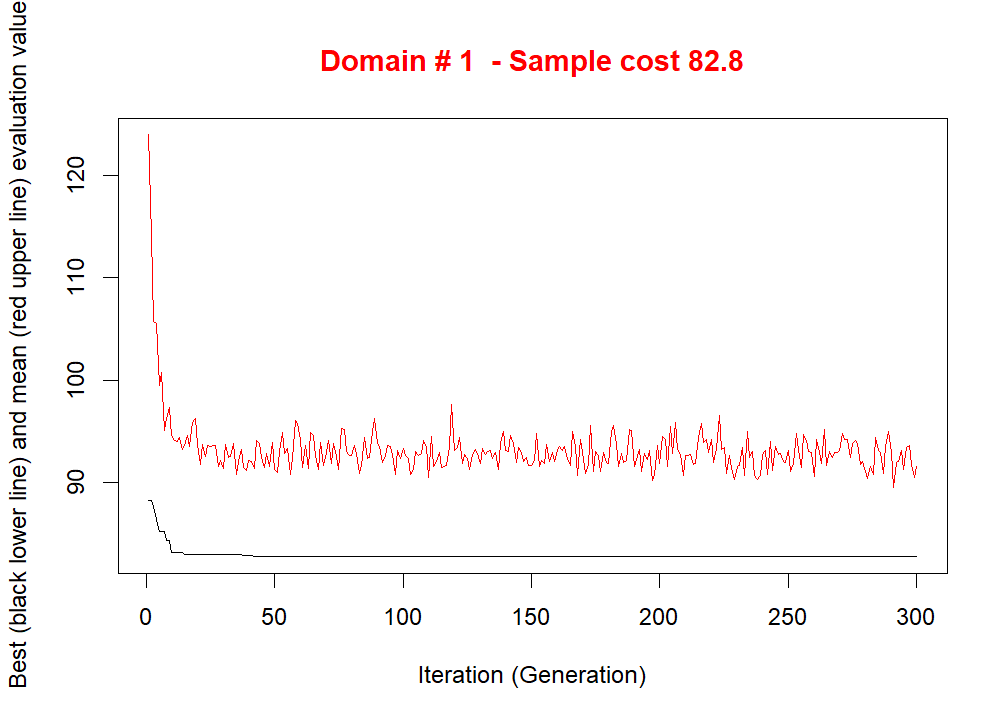 Domain # 1  - Sample cost 82.8
Best (black lower line) and mean (red upper line) evaluation value
120
110
100
90
0 50 100 150 200 250 300
Iteration (Generation)